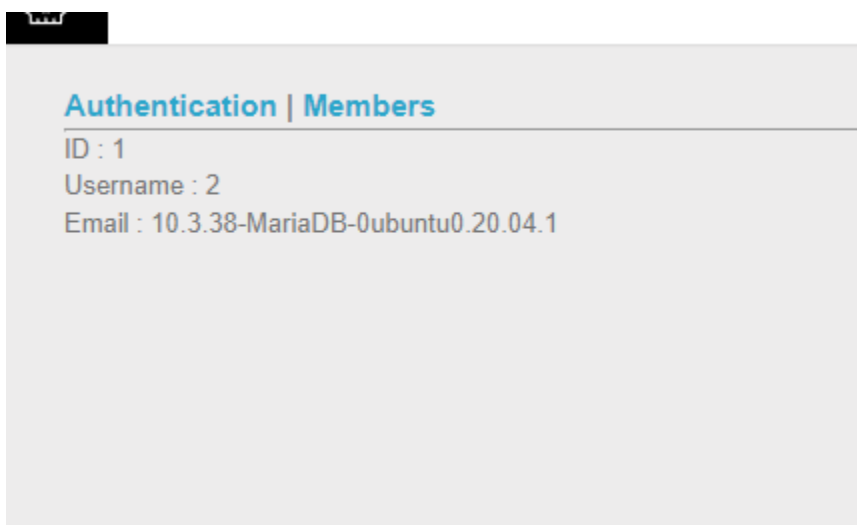 Authentication | Members
ID : 1
Username : 2
Email : 10.3.38-MariaDB-0ubuntu0.20.04.1